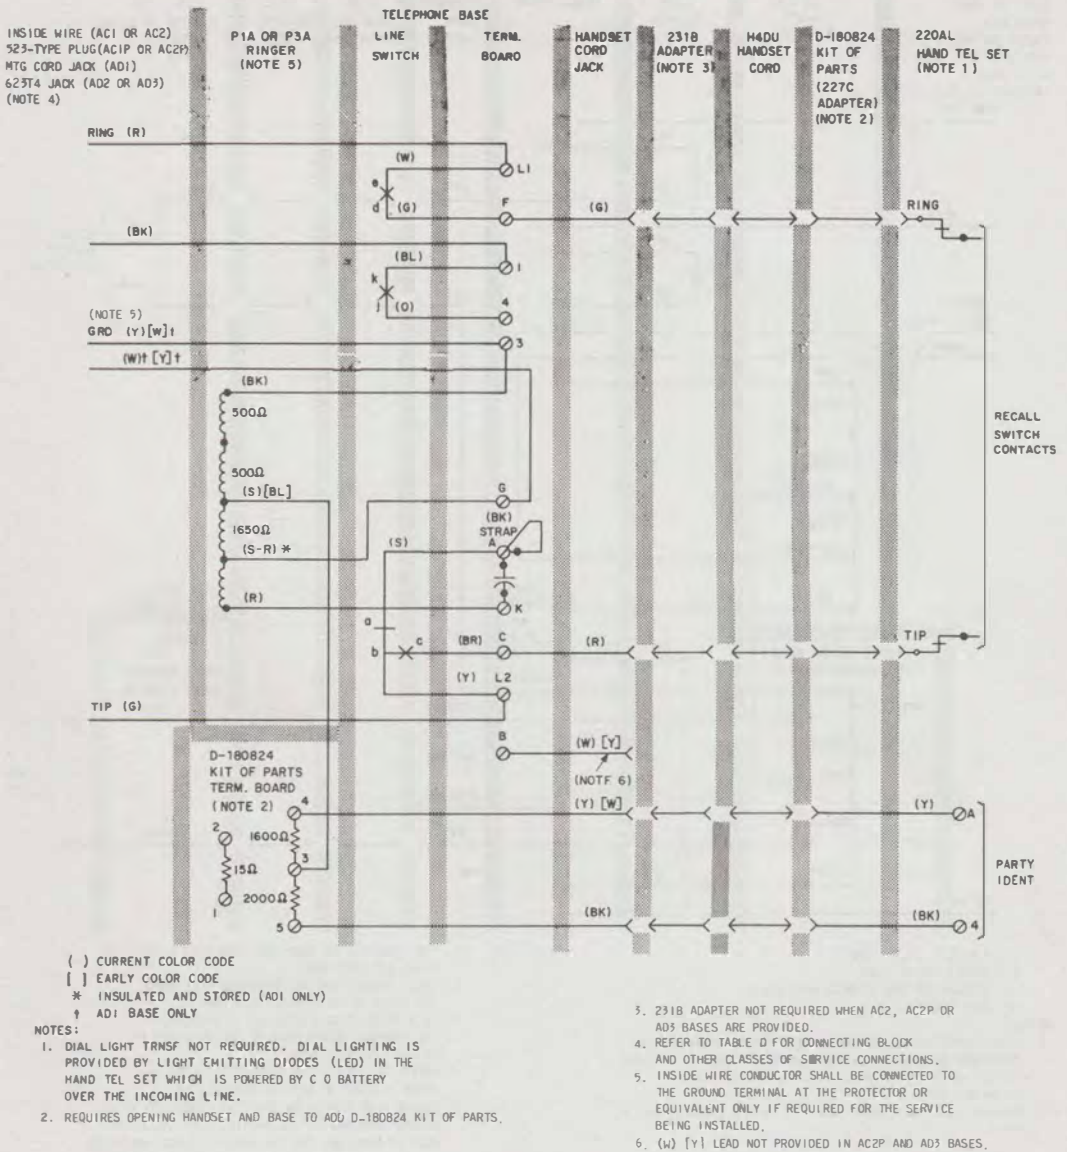 TELEPHONE BASE
INSIDE WIRE (AC1 OR AC2)
523-TYPE PLUG(AC1P OR AC2P)
MTG CORD JACK (AD1)
623T4 JACK (AD2 OR AD3)
(NOTE 4)
P1A OR P3A
RINGER
(NOTE 5)
LINE
SWITCH
TERM.
BOARD
HANDSET
CORD
JACK
231B
ADAPTER
(NOTE 3)
H4DU
HANDSET
CORD
D-180824
KIT OF
PARTS
(227C
ADAPTER)
(NOTE 2)
220AL
HAND TEL SET
(NOTE 1)
RING (R)
(W)
L1
e
d
(G)
F
(G)
RING
(BK)
(BL)
1
k
j
(O)
4
(NOTE 5)
GRD (Y)[W]†
3
(W)† [Y]†
(BK)
500Ω
RECALL
SWITCH
CONTACTS
500Ω
(S)[BL]
G
(BK)
STRAP
1650Ω
(S)
A
(S-R) *
(R)
K
a
b
c
(BR)
C
(R)
TIP
(Y)
L2
TIP (G)
B
(W) [Y]
(NOTE 6)
D-180824
KIT OF PARTS
TERM. BOARD
(NOTE 2)
4
(Y) [W]
(Y)
A
2
1600Ω
15Ω
3
PARTY
IDENT
1
2000Ω
5
(BK)
(BK)
4
( ) CURRENT COLOR CODE
[ ] EARLY COLOR CODE
* INSULATED AND STORED (AD1 ONLY)
† AD1 BASE ONLY
NOTES:
1. DIAL LIGHT TRNSF NOT REQUIRED. DIAL LIGHTING IS
PROVIDED BY LIGHT EMITTING DIODES (LED) IN THE
HAND TEL SET WHICH IS POWERED BY C O BATTERY
OVER THE INCOMING LINE.
2. REQUIRES OPENING HANDSET AND BASE TO ADD D-180824 KIT OF PARTS.
3. 231B ADAPTER NOT REQUIRED WHEN AC2, AC2P OR
AD3 BASES ARE PROVIDED.
4. REFER TO TABLE D FOR CONNECTING BLOCK
AND OTHER CLASSES OF SERVICE CONNECTIONS.
5. INSIDE WIRE CONDUCTOR SHALL BE CONNECTED TO
THE GROUND TERMINAL AT THE PROTECTOR OR
EQUIVALENT ONLY IF REQUIRED FOR THE SERVICE
BEING INSTALLED.
6. (W) [Y] LEAD NOT PROVIDED IN AC2P AND AD3 BASES.